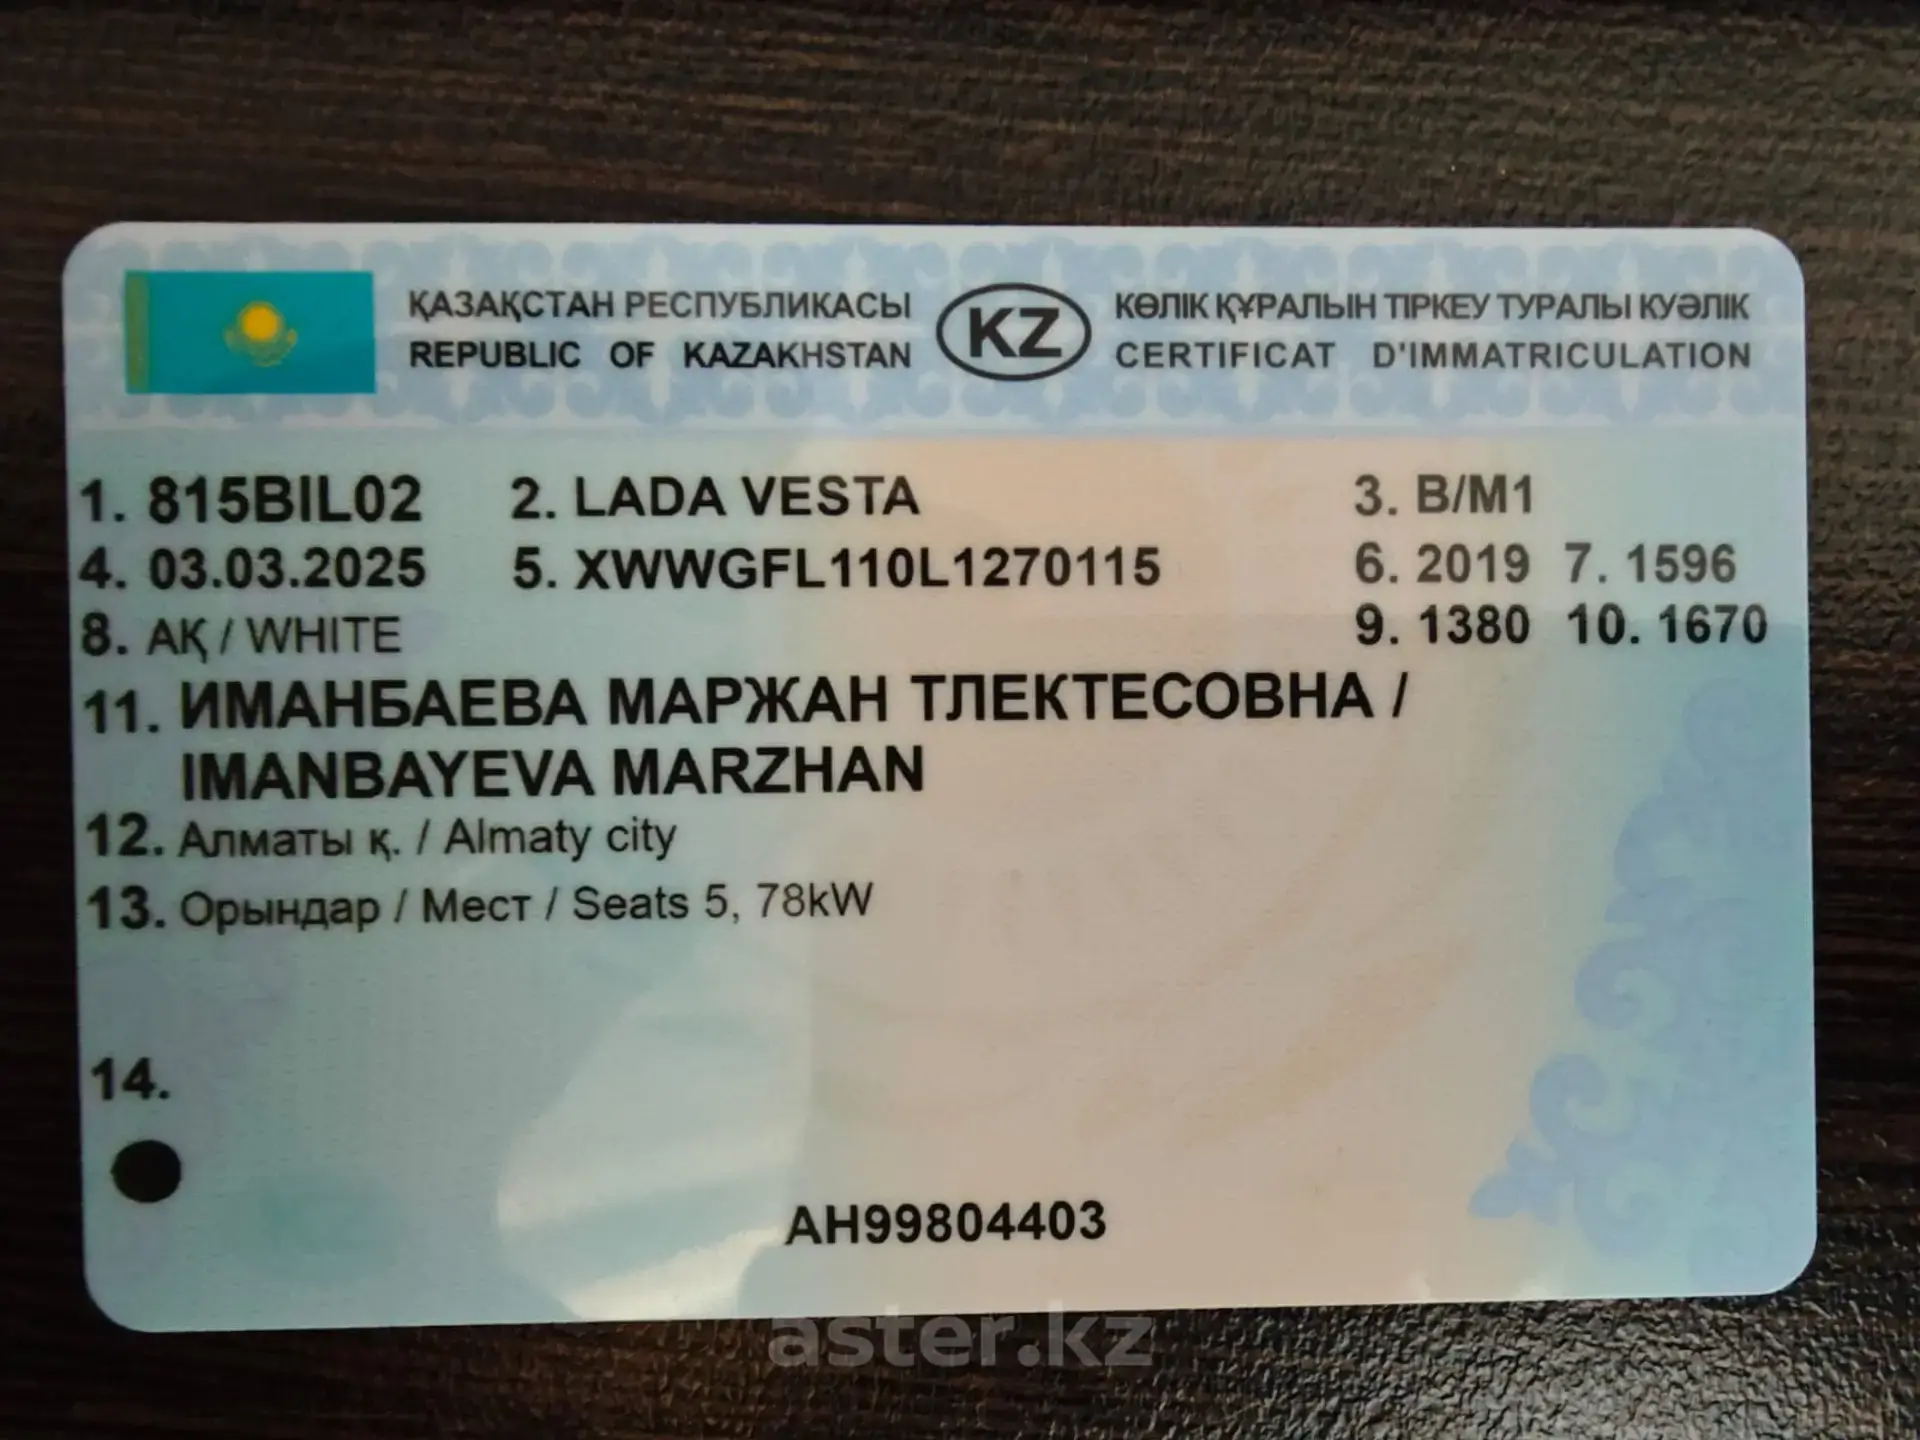 ҚАЗАҚСТАН РЕСПУБЛИКАСЫ
REPUBLIC OF KAZAKHSTAN
KZ
КӨЛІК ҚҰРАЛЫН ТІРКЕУ ТУРАЛЫ КУӘЛІК
CERTIFICAT D'IMMATRICULATION
1. 815BIL02 2. LADA VESTA 3. B/M1
4. 03.03.2025 5. XWWGFL110L1270115 6. 2019 7. 1596
8. АҚ / WHITE 9. 1380 10. 1670
11. ИМАНБАЕВА МАРЖАН ТЛЕКТЕСОВНА /
IMANBAYEVA MARZHAN
12. Алматы қ. / Almaty city
13. Орындар / Мест / Seats 5, 78kW
14.
AH99804403
aster.kz